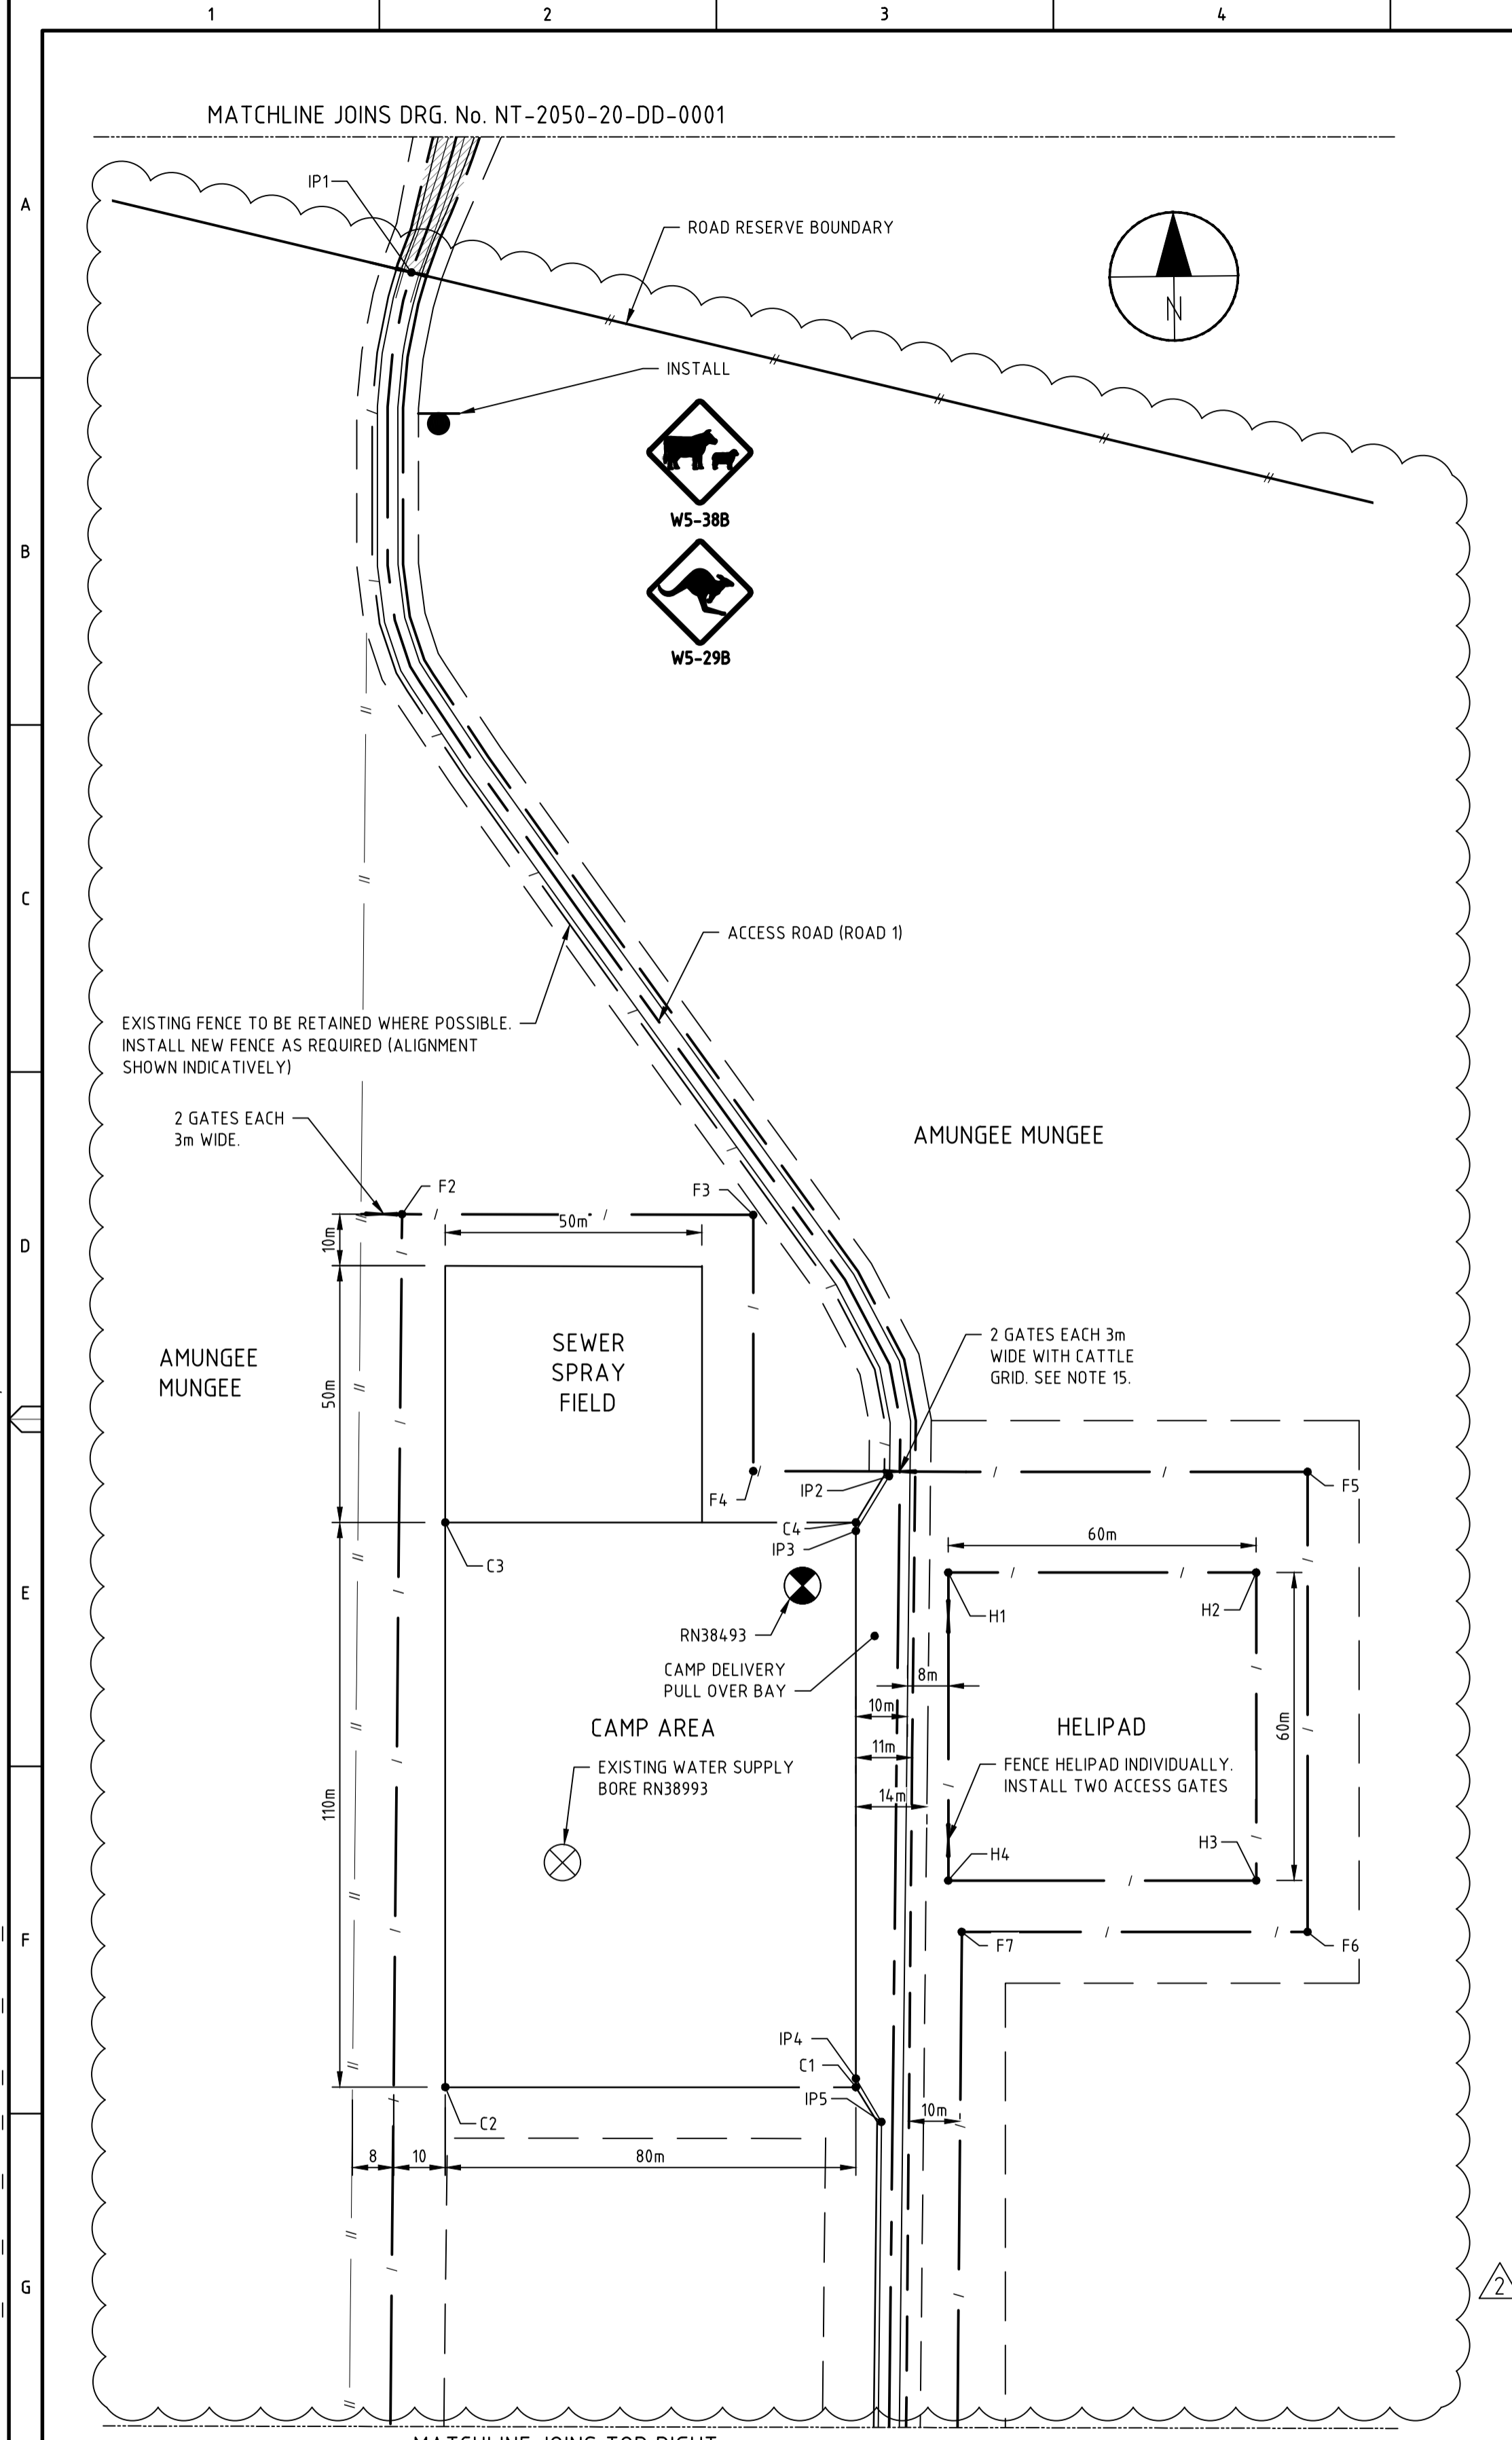 1
2
3
4
MATCHLINE JOINS DRG. No. NT-2050-20-DD-0001
A
IP1
ROAD RESERVE BOUNDARY
N
INSTALL
W5-38B
B
W5-29B
C
ACCESS ROAD (ROAD 1)
EXISTING FENCE TO BE RETAINED WHERE POSSIBLE.
INSTALL NEW FENCE AS REQUIRED (ALIGNMENT
SHOWN INDICATIVELY)
2 GATES EACH
3m WIDE.
AMUNGEE MUNGEE
F2
F3
50m
10m
D
SEWER
SPRAY
FIELD
AMUNGEE
MUNGEE
50m
2 GATES EACH 3m
WIDE WITH CATTLE
GRID. SEE NOTE 15.
IP2
F4
F5
C4
IP3
60m
C3
E
H1
H2
RN38493
CAMP DELIVERY
PULL OVER BAY
8m
10m
CAMP AREA
HELIPAD
60m
11m
EXISTING WATER SUPPLY
BORE RN38993
FENCE HELIPAD INDIVIDUALLY.
INSTALL TWO ACCESS GATES
110m
14m
H4
H3
F
F7
F6
IP4
C1
IP5
10m
C2
8
10
80m
G
2
MATCHLINE JOINS TOP RIGHT